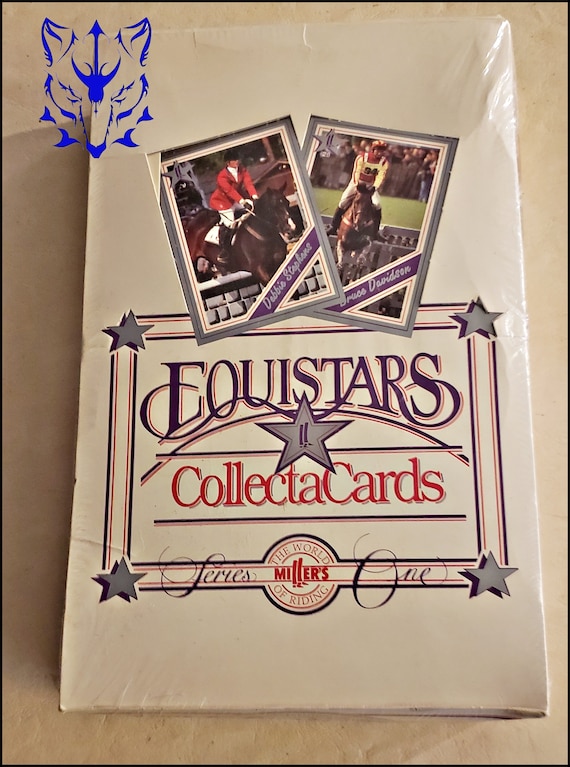 Debbie Stephens
Bruce Davidson
EQUISTARS
CollectaCards
Series One
THE WORLD
MILLER'S
OF RIDING